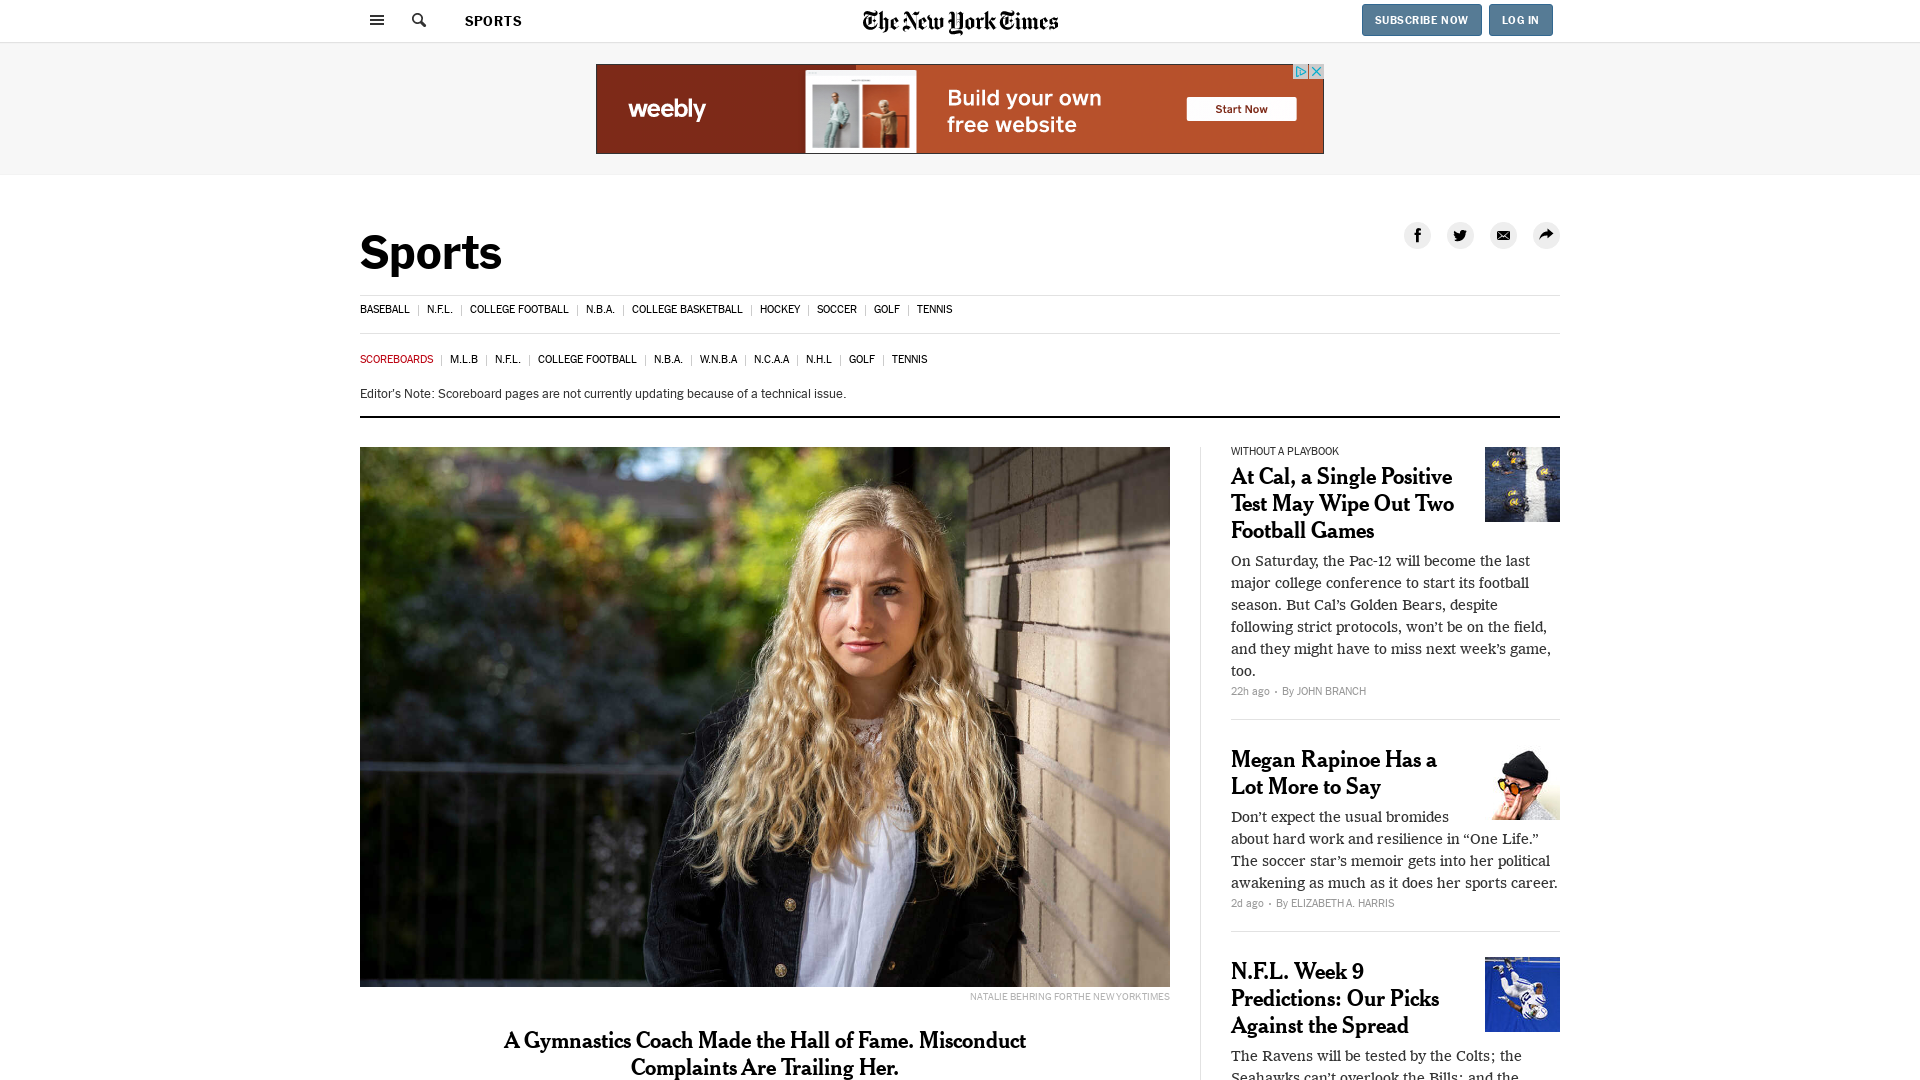 SPORTS
The New York Times
SUBSCRIBE NOW
LOG IN
weebly
Build your own
free website
Start Now
Sports
BASEBALL
N.F.L.
COLLEGE FOOTBALL
N.B.A.
COLLEGE BASKETBALL
HOCKEY
SOCCER
GOLF
TENNIS
SCOREBOARDS
M.L.B
N.F.L.
COLLEGE FOOTBALL
N.B.A.
W.N.B.A
N.C.A.A
N.H.L
GOLF
TENNIS
Editor's Note: Scoreboard pages are not currently updating because of a technical issue.
NATALIE BEHRING FOR THE NEW YORK TIMES
A Gymnastics Coach Made the Hall of Fame. Misconduct
Complaints Are Trailing Her.
WITHOUT A PLAYBOOK
At Cal, a Single Positive
Test May Wipe Out Two
Football Games
On Saturday, the Pac-12 will become the last
major college conference to start its football
season. But Cal’s Golden Bears, despite
following strict protocols, won’t be on the field,
and they might have to miss next week’s game,
too.
22h ago • By JOHN BRANCH
Megan Rapinoe Has a
Lot More to Say
Don’t expect the usual bromides
about hard work and resilience in “One Life.”
The soccer star’s memoir gets into her political
awakening as much as it does her sports career.
2d ago • By ELIZABETH A. HARRIS
N.F.L. Week 9
Predictions: Our Picks
Against the Spread
The Ravens will be tested by the Colts; the
Seahawks can’t overlook the Bills; and the